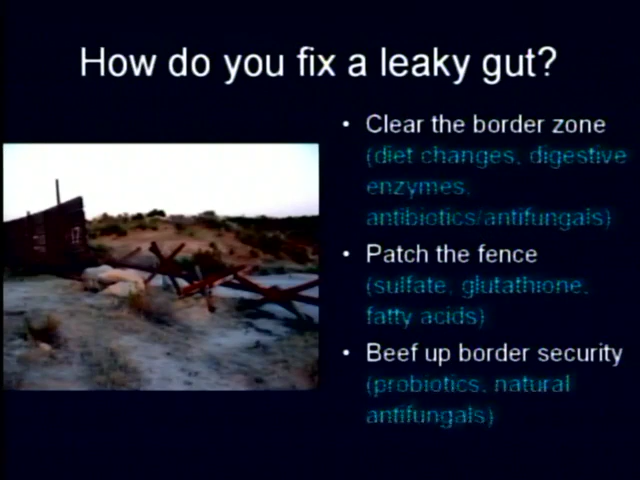 How do you fix a leaky gut?
• Clear the border zone
(diet changes, digestive
enzymes,
antibiotics/antifungals)
• Patch the fence
(sulfate, glutathione,
fatty acids)
• Beef up border security
(probiotics, natural
antifungals)